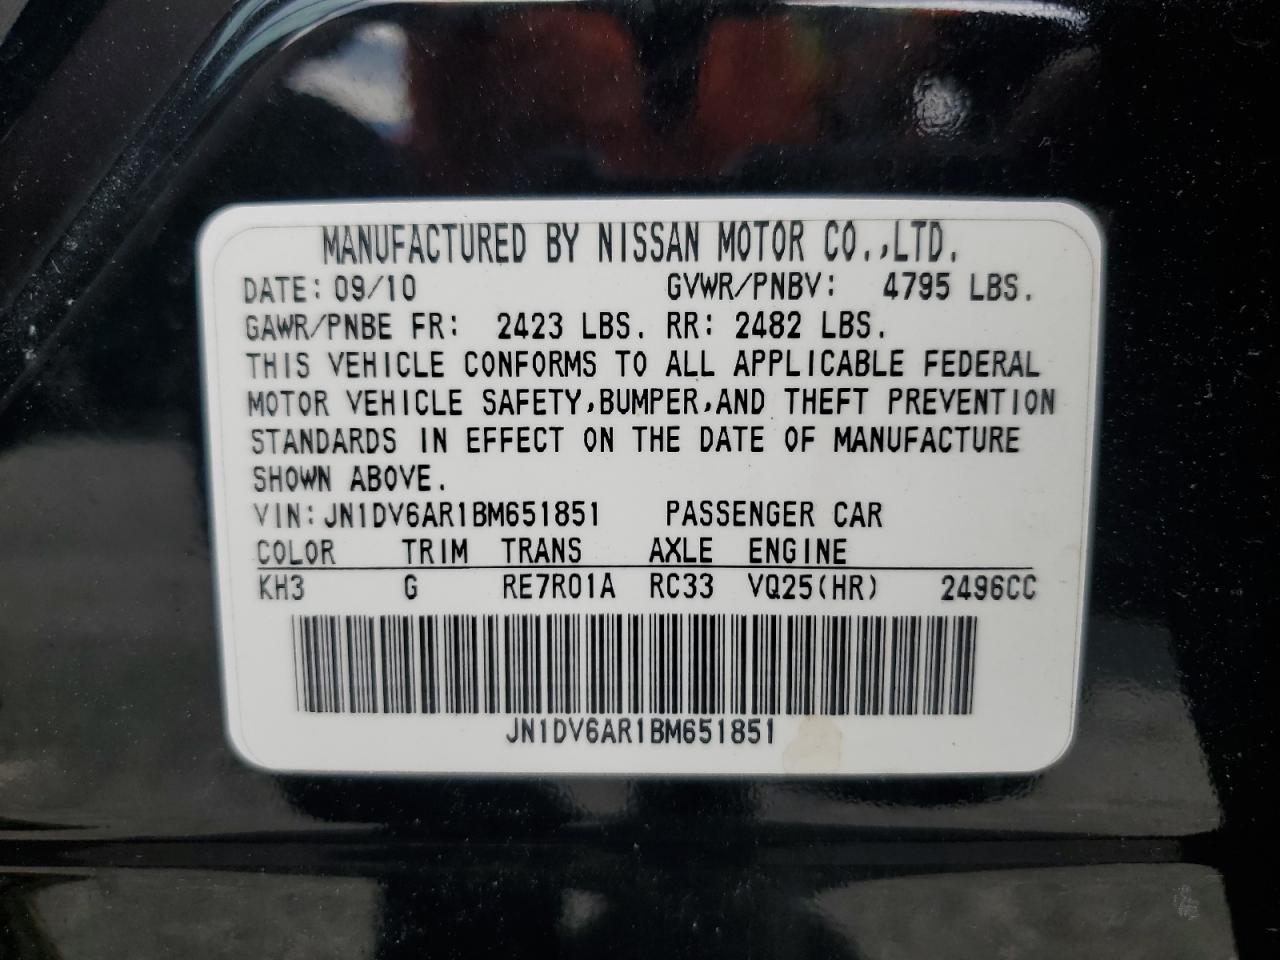 MANUFACTURED BY NISSAN MOTOR CO.,LTD.
DATE: 09/10 GVWR/PNBV: 4795 LBS.
GAWR/PNBE FR: 2423 LBS. RR: 2482 LBS.
THIS VEHICLE CONFORMS TO ALL APPLICABLE FEDERAL
MOTOR VEHICLE SAFETY,BUMPER,AND THEFT PREVENTION
STANDARDS IN EFFECT ON THE DATE OF MANUFACTURE
SHOWN ABOVE.
VIN: JN1DV6AR1BM651851 PASSENGER CAR
COLOR TRIM TRANS AXLE ENGINE
KH3 G RE7R01A RC33 VQ25(HR) 2496CC
JN1DV6AR1BM651851